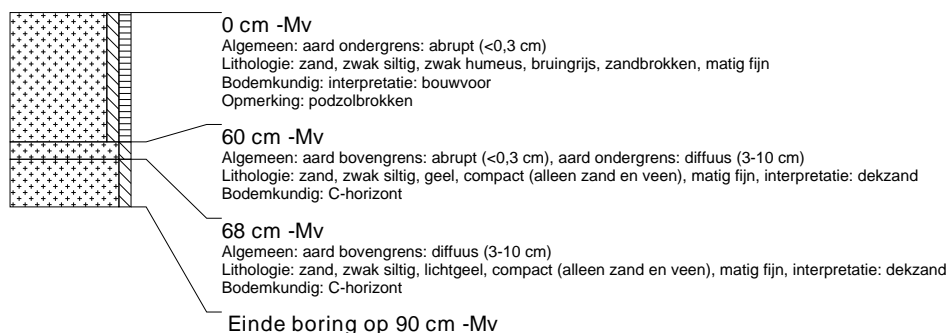 0 cm -Mv
Algemeen: aard ondergrens: abrupt (<0,3 cm)
Lithologie: zand, zwak siltig, zwak humeus, bruingrijs, zandbrokken, matig fijn
Bodemkundig: interpretatie: bouwvoor
Opmerking: podzolbrokken
60 cm -Mv
Algemeen: aard bovengrens: abrupt (<0,3 cm), aard ondergrens: diffuus (3-10 cm)
Lithologie: zand, zwak siltig, geel, compact (alleen zand en veen), matig fijn, interpretatie: dekzand
Bodemkundig: C-horizont
68 cm -Mv
Algemeen: aard bovengrens: diffuus (3-10 cm)
Lithologie: zand, zwak siltig, lichtgeel, compact (alleen zand en veen), matig fijn, interpretatie: dekzand
Bodemkundig: C-horizont
Einde boring op 90 cm -Mv